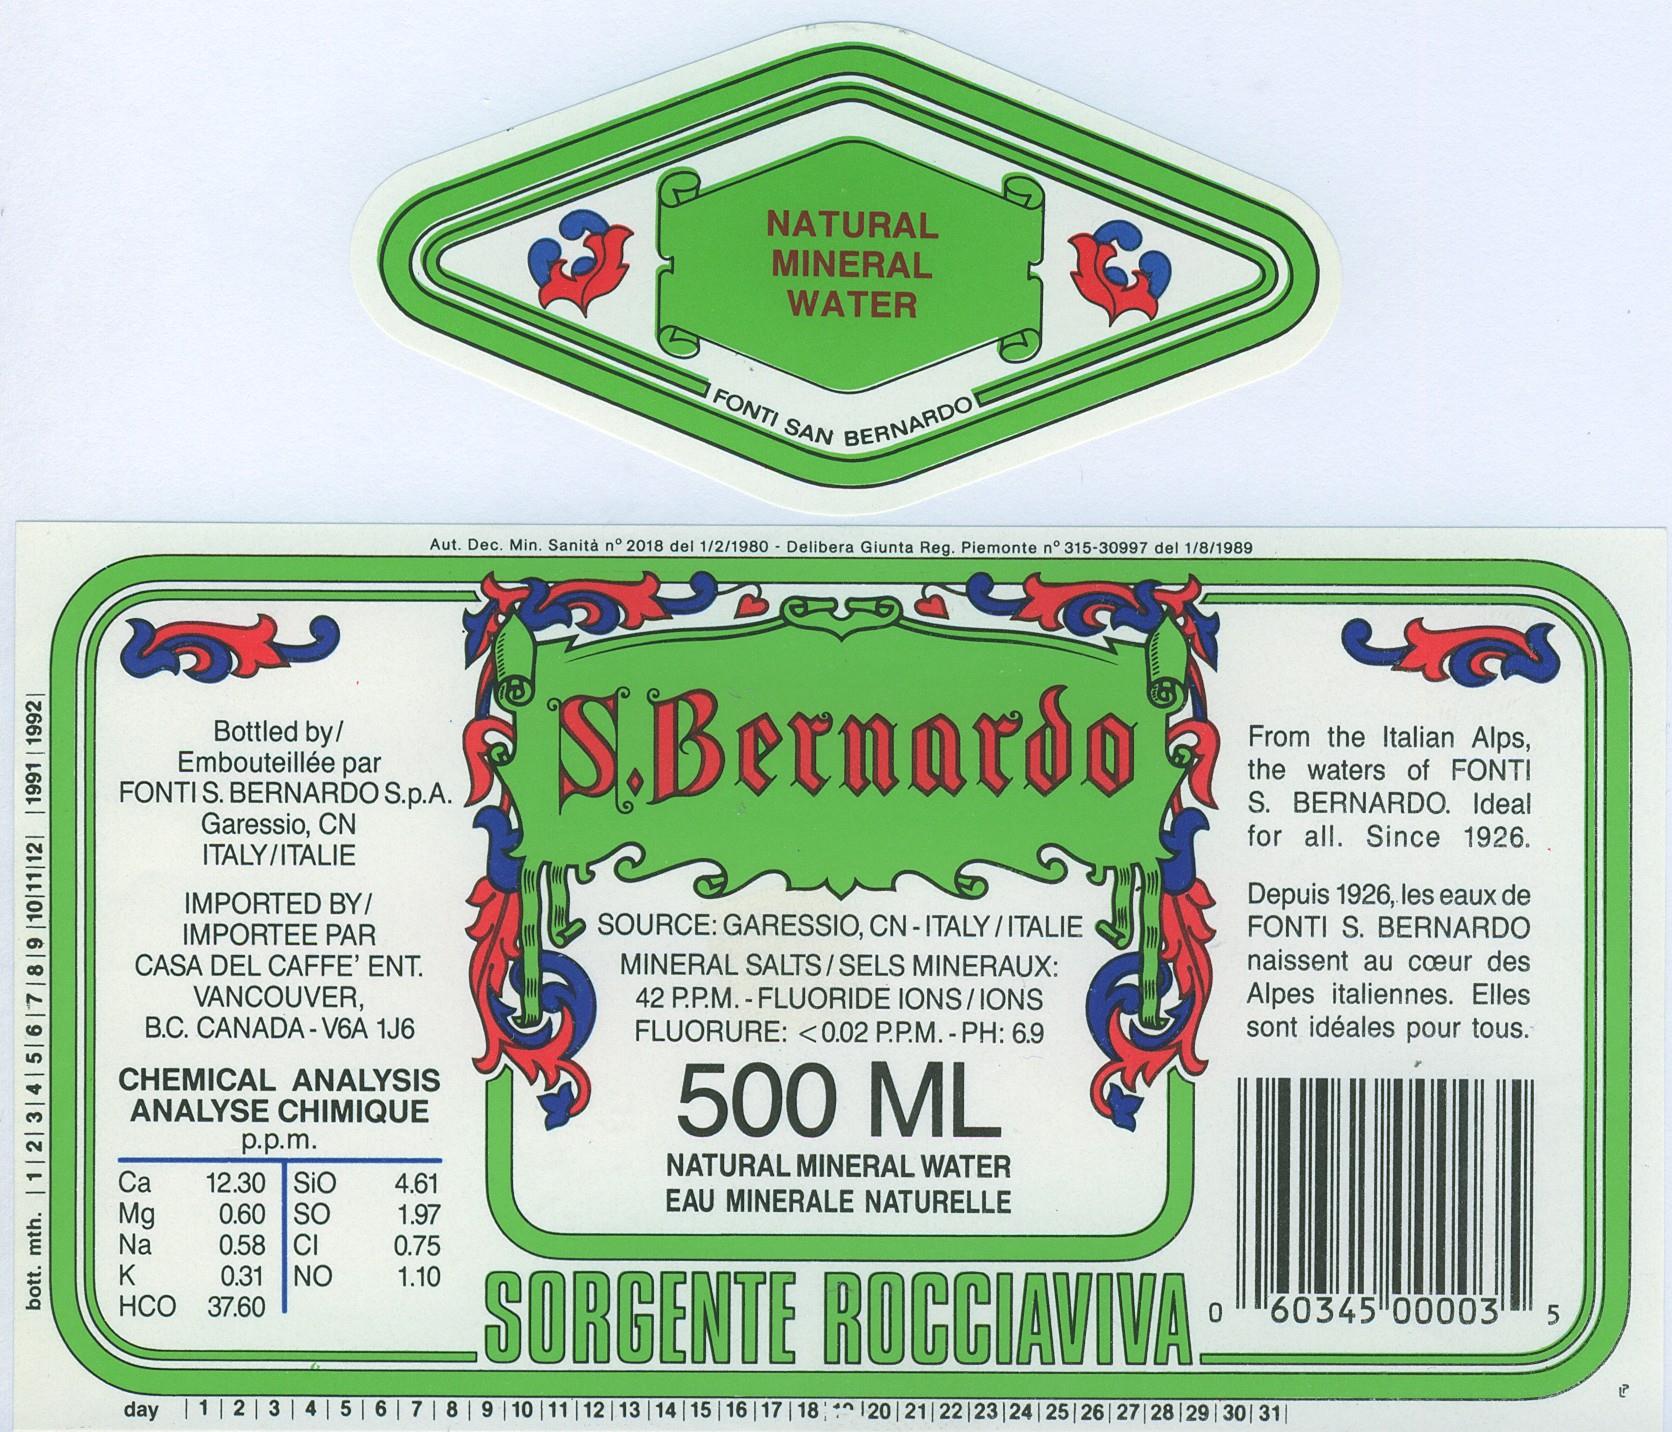 NATURAL
MINERAL
WATER
FONTI SAN BERNARDO
Aut. Dec. Min. Sanità nº 2018 del 1/2/1980 - Delibera Giunta Reg. Piemonte nº 315-30997 del 1/8/1989
S. Bernardo
Bottled by/
Embouteillée par
FONTI S. BERNARDO S.p.A.
Garessio, CN
ITALY/ITALIE
IMPORTED BY/
IMPORTEE PAR
CASA DEL CAFFE' ENT.
VANCOUVER,
B.C. CANADA - V6A 1J6
CHEMICAL ANALYSIS
ANALYSE CHIMIQUE
p.p.m.
Ca 12.30 SiO 4.61
Mg 0.60 SO 1.97
Na 0.58 Cl 0.75
K 0.31 NO 1.10
HCO 37.60
SOURCE: GARESSIO, CN - ITALY / ITALIE
MINERAL SALTS / SELS MINERAUX:
42 P.P.M. - FLUORIDE IONS / IONS
FLUORURE: < 0.02 P.P.M. - PH: 6.9
500 ML
NATURAL MINERAL WATER
EAU MINERALE NATURELLE
SORGENTE ROCCIAVIVA
From the Italian Alps,
the waters of FONTI
S. BERNARDO. Ideal
for all. Since 1926.
Depuis 1926, les eaux de
FONTI S. BERNARDO
naissent au cœur des
Alpes italiennes. Elles
sont idéales pour tous.
0 60345 00003 5
bott. mth. | 1 | 2 | 3 | 4 | 5 | 6 | 7 | 8 | 9 | 10 | 11 | 12 | | 1991 | 1992 |
day | 1 | 2 | 3 | 4 | 5 | 6 | 7 | 8 | 9 | 10 | 11 | 12 | 13 | 14 | 15 | 16 | 17 | 18 | 20 | 21 | 22 | 23 | 24 | 25 | 26 | 27 | 28 | 29 | 30 | 31 |